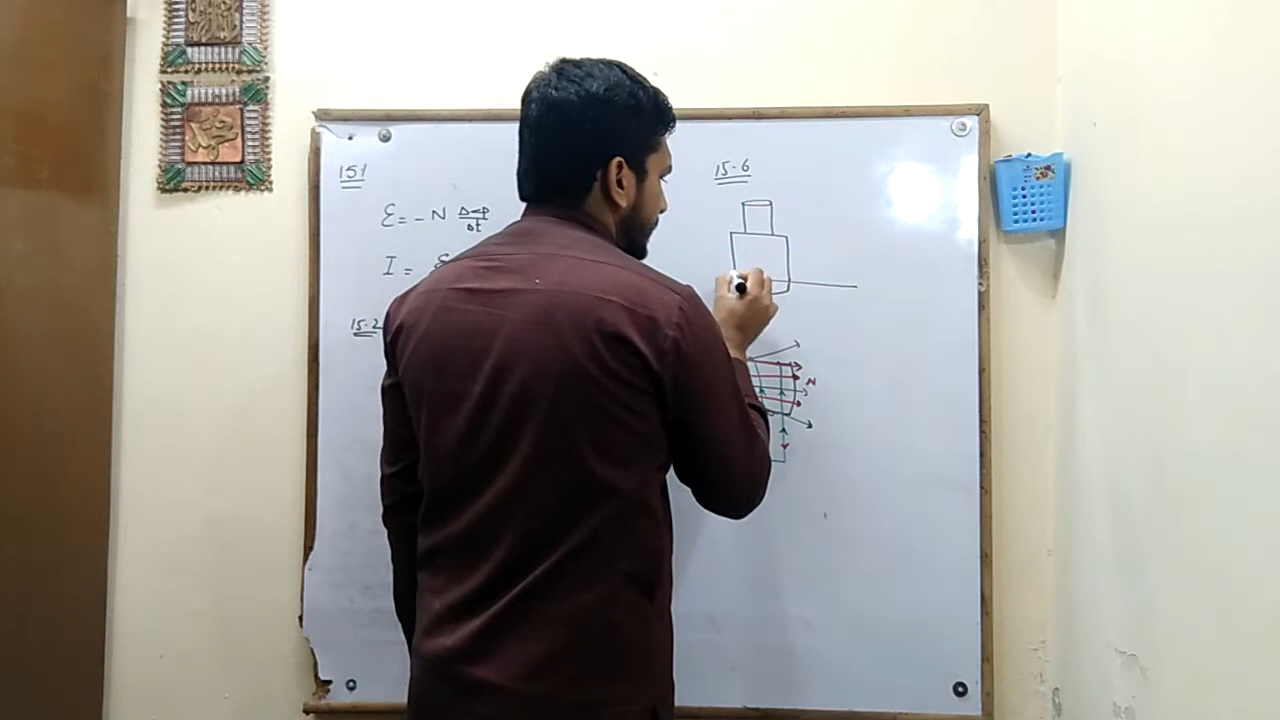 15.1
ε = - N Δφ/Δt
I =
15.2
15.6
N